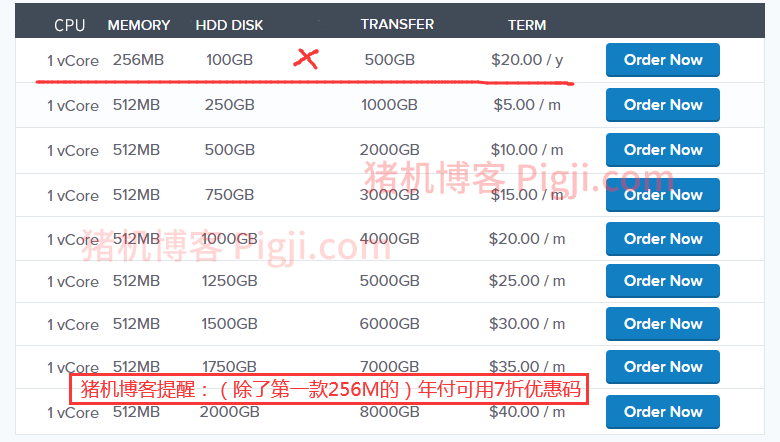 CPU MEMORY HDD DISK TRANSFER TERM
1 vCore 256MB 100GB 500GB $20.00 / y Order Now
1 vCore 512MB 250GB 1000GB $5.00 / m Order Now
1 vCore 512MB 500GB 2000GB $10.00 / m Order Now
猪机博客 Pigji.com
1 vCore 512MB 750GB 3000GB $15.00 / m Order Now
1 vCore 512MB 1000GB 4000GB $20.00 / m Order Now
猪机博客 Pigji.com
1 vCore 512MB 1250GB 5000GB $25.00 / m Order Now
1 vCore 512MB 1500GB 6000GB $30.00 / m Order Now
1 vCore 512MB 1750GB 7000GB $35.00 / m Order Now
猪机博客提醒：（除了第一款256M的）年付可用7折优惠码
1 vCore 512MB 2000GB 8000GB $40.00 / m Order Now